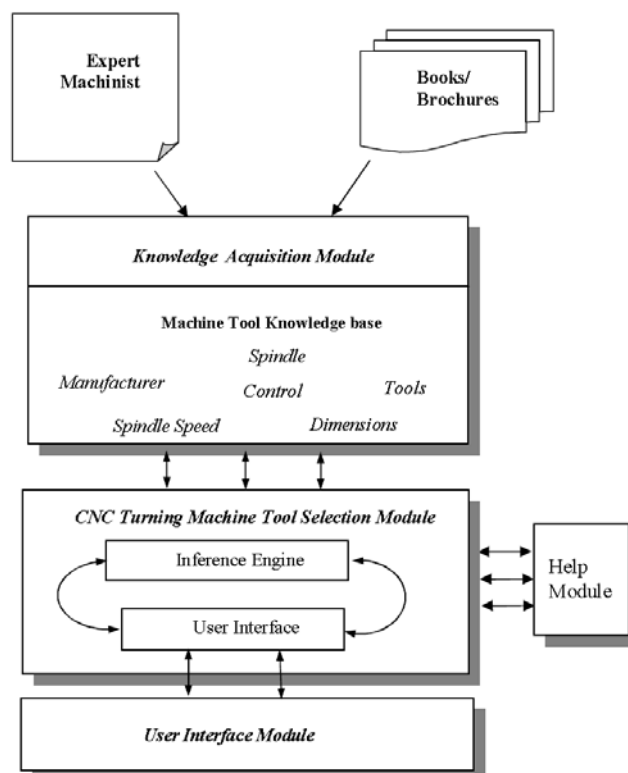 Expert
Machinist
Books/
Brochures
Knowledge Acquisition Module
Machine Tool Knowledge base
Spindle
Manufacturer
Control
Tools
Spindle Speed
Dimensions
CNC Turning Machine Tool Selection Module
Inference Engine
User Interface
Help
Module
User Interface Module